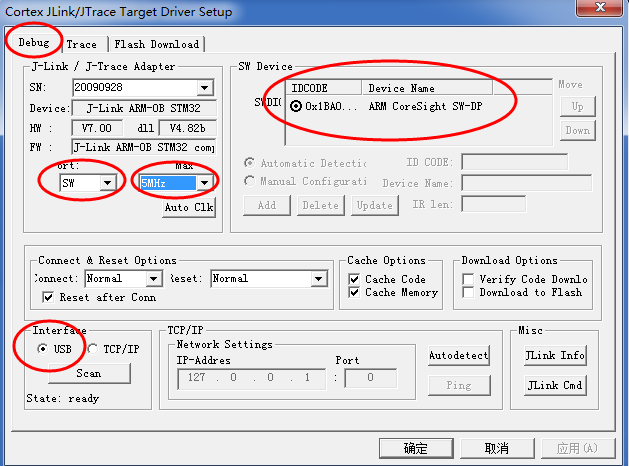 Cortex JLink/JTrace Target Driver Setup
Debug Trace Flash Download
J-Link / J-Trace Adapter
SN: 20090928
Device: J-Link ARM-OB STM32
HW : V7.00 dll V4.82b
FW : J-Link ARM-OB STM32 comp
ort: Max
SW 5MHz
Auto Clk
SW Device
IDCODE Device Name
SWDIO 0x1BA0... ARM CoreSight SW-DP
Move
Up
Down
Automatic Detectio
Manual Configurati
ID CODE:
Device Name:
Add Delete Update IR len:
Connect & Reset Options
Connect: Normal Reset: Normal
Reset after Conn
Cache Options
Cache Code
Cache Memory
Download Options
Verify Code Downlo
Download to Flash
Interface
USB TCP/IP
Scan
State: ready
TCP/IP
Network Settings
IP-Addres Port
127 . 0 . 0 . 1 : 0
Autodetect
Ping
Misc
JLink Info
JLink Cmd
确定 取消 应用(A)